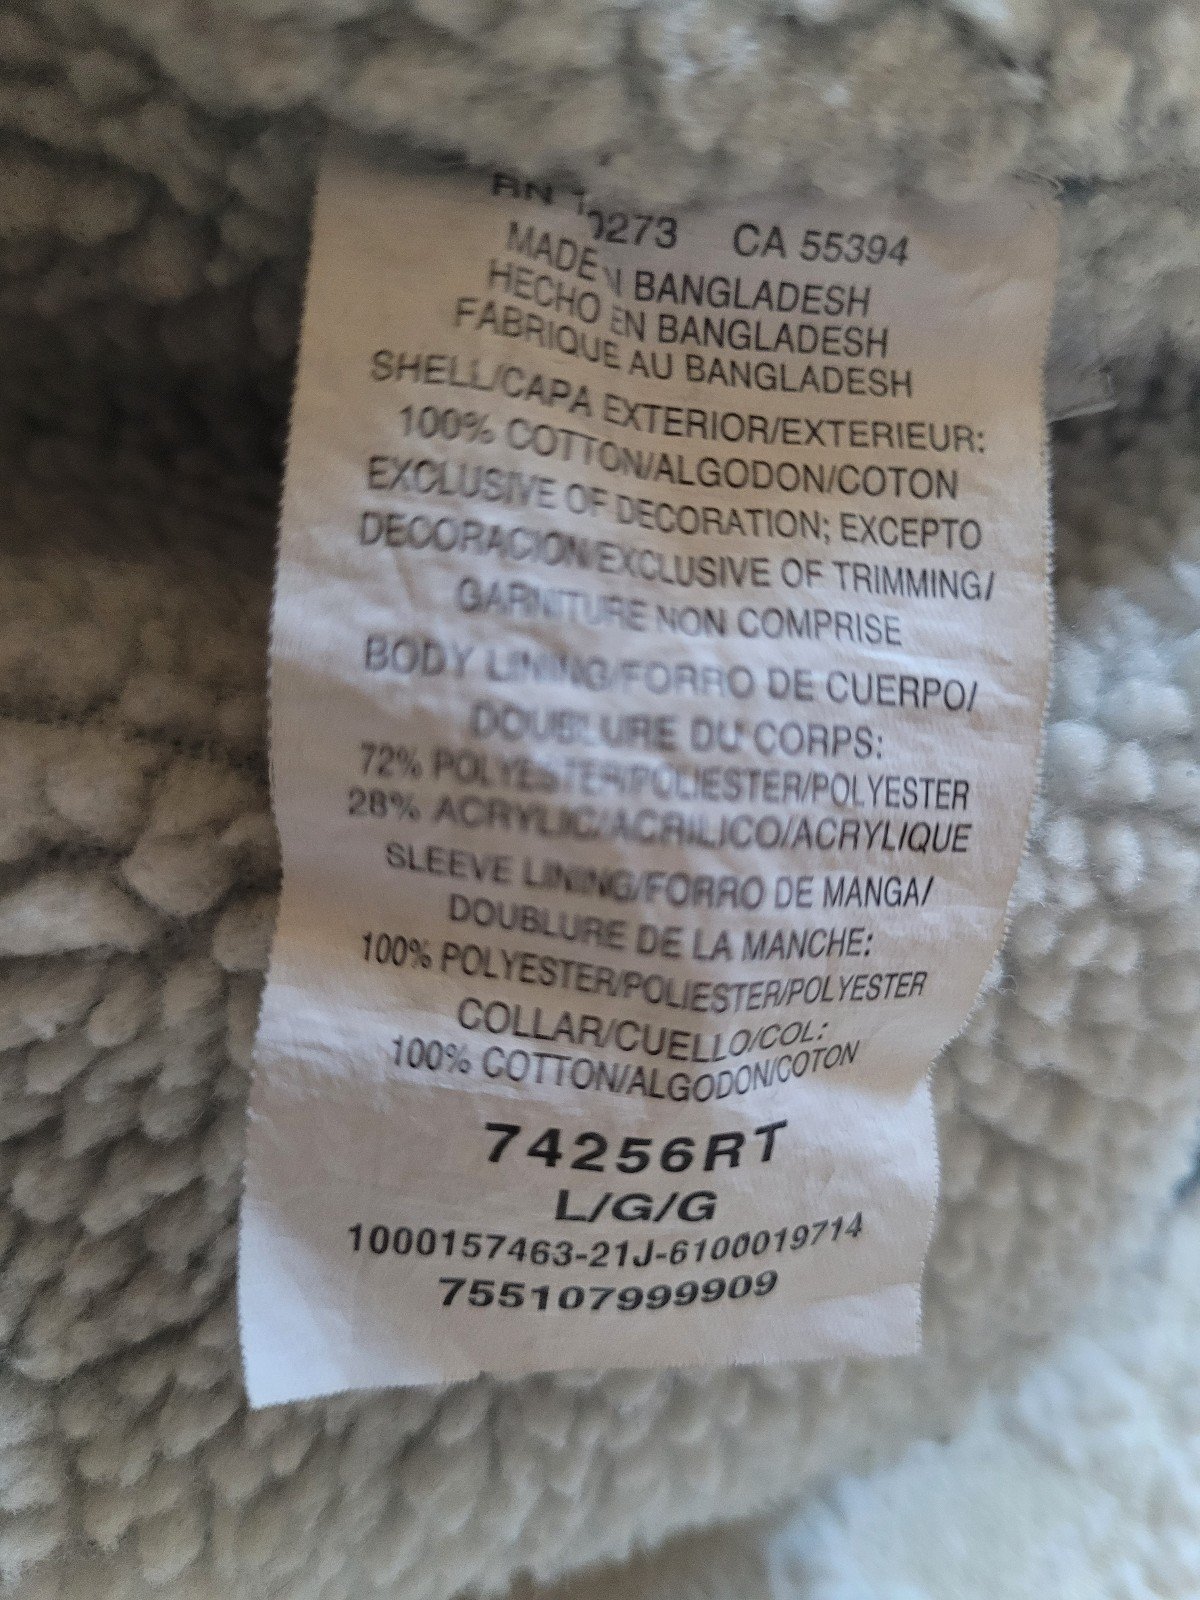 RN 10273 CA 55394
MADE IN BANGLADESH
HECHO EN BANGLADESH
FABRIQUE AU BANGLADESH
SHELL/CAPA EXTERIOR/EXTERIEUR:
100% COTTON/ALGODON/COTON
EXCLUSIVE OF DECORATION; EXCEPTO
DECORACION/EXCLUSIVE OF TRIMMING/
GARNITURE NON COMPRISE
BODY LINING/FORRO DE CUERPO/
DOUBLURE DU CORPS:
72% POLYESTER/POLIESTER/POLYESTER
28% ACRYLIC/ACRILICO/ACRYLIQUE
SLEEVE LINING/FORRO DE MANGA/
DOUBLURE DE LA MANCHE:
100% POLYESTER/POLIESTER/POLYESTER
COLLAR/CUELLO/COL:
100% COTTON/ALGODON/COTON
74256RT
L/G/G
1000157463-21J-6100019714
755107999909